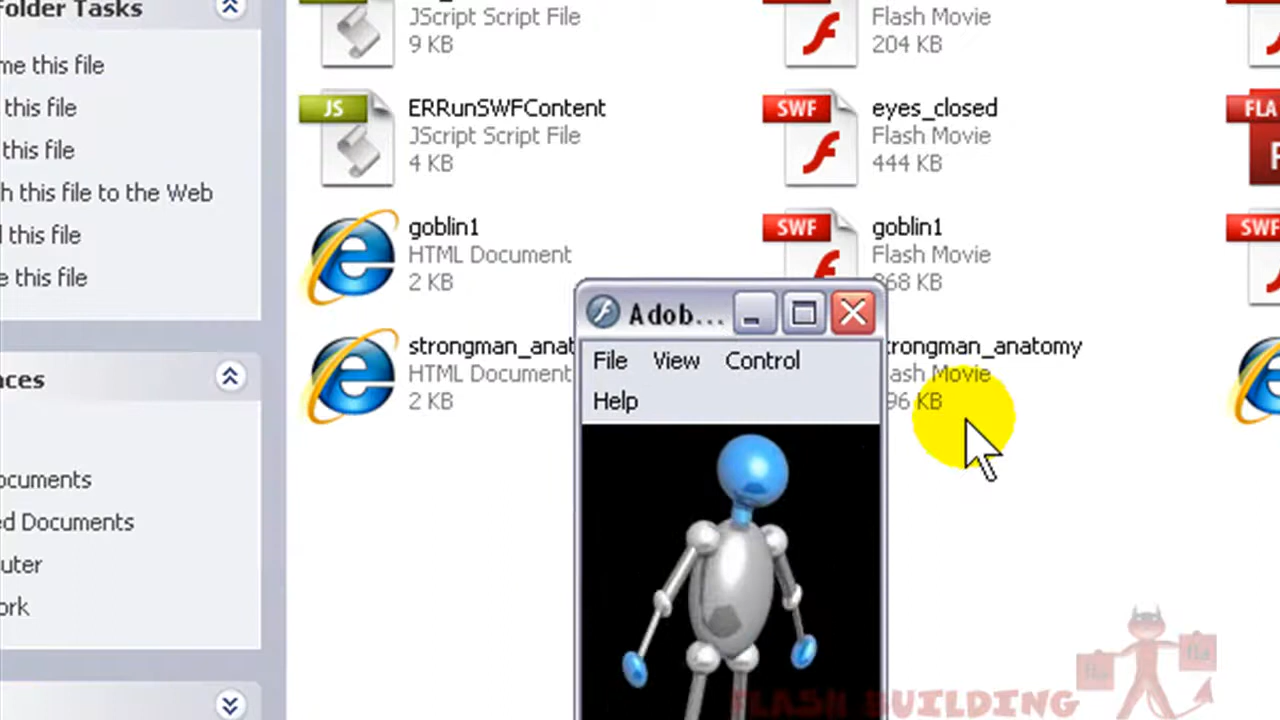 older Tasks
me this file
this file
this file
h this file to the Web
l this file
e this file
aces
ocuments
ed Documents
uter
ork
JScript Script File
9 KB
Flash Movie
204 KB
JS
ERRunSWFContent
JScript Script File
4 KB
SWF
eyes_closed
Flash Movie
444 KB
FLA
goblin1
HTML Document
2 KB
SWF
goblin1
Flash Movie
868 KB
SWF
strongman_anat
HTML Document
2 KB
trongman_anatomy
lash Movie
96 KB
Adob...
File View Control
Help
FLASH BUILDING
fla